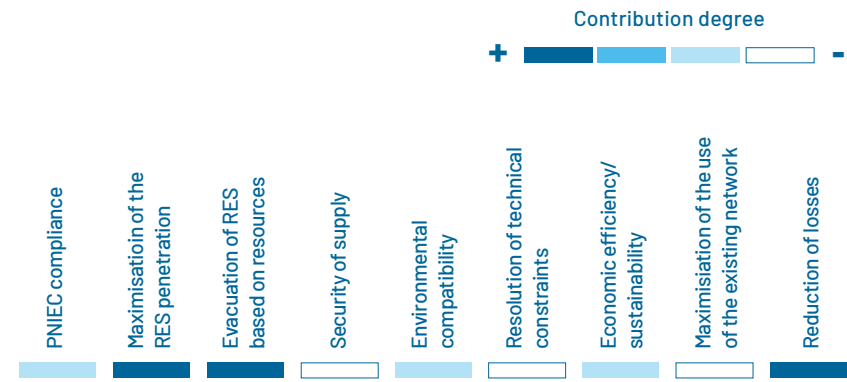 Contribution degree
+ -
PNIEC compliance
Maximisatioin of the
RES penetration
Evacuation of RES
based on resources
Security of supply
Environmental
compatibility
Resolution of technical
constraints
Economic efficiency/
sustainability
Maximisiation of the use
of the existing network
Reduction of losses